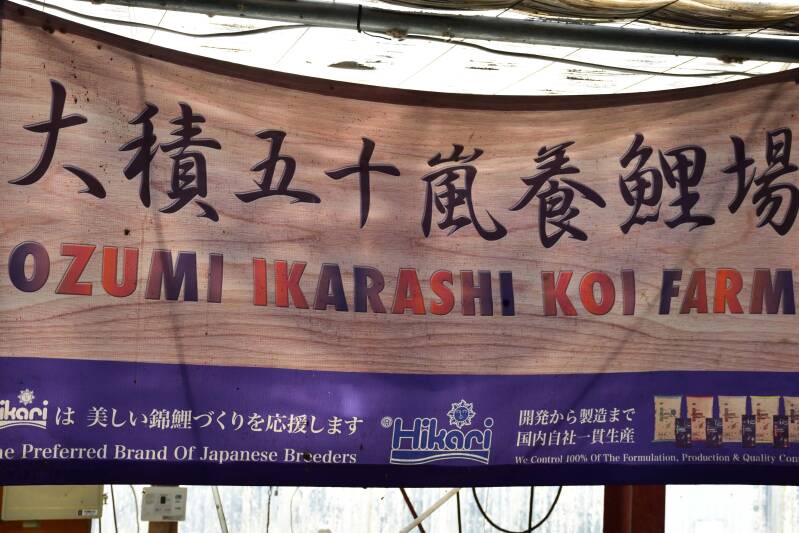 大積五十嵐養鯉場
OZUMI IKARASHI KOI FARM
Hikari は 美しい錦鯉づくりを応援します
The Preferred Brand Of Japanese Breeders
®Hikari
開発から製造まで
国内自社一貫生産
We Control 100% Of The Formulation, Production & Quality Con